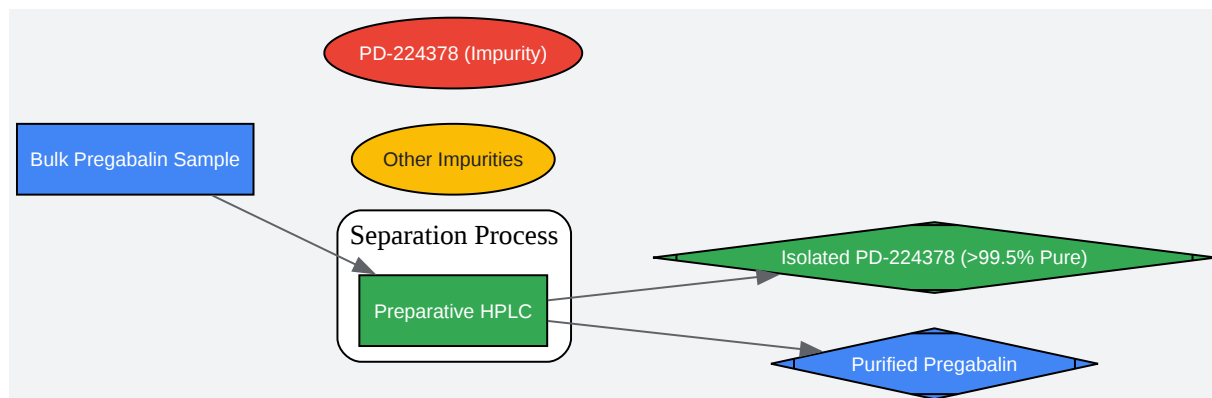 PD-224378 (Impurity)
Bulk Pregabalin Sample
Other Impurities
Separation Process
Preparative HPLC
Isolated PD-224378 (>99.5% Pure)
Purified Pregabalin